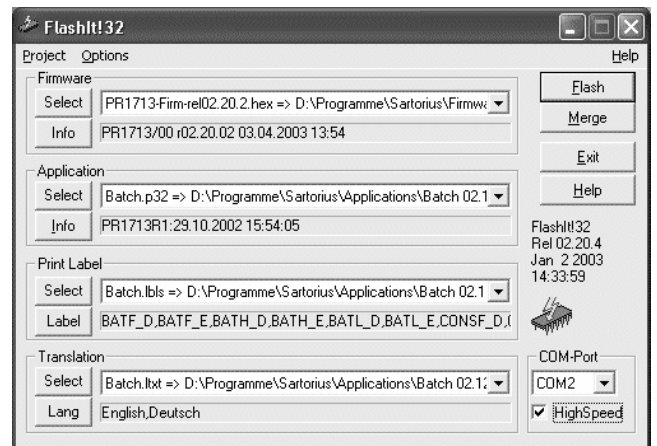 FlashIt!32
Project Options Help
Firmware
Select PR1713-Firm-rel02.20.2.hex => D:\Programme\Sartorius\Firmwa
Info PR1713/00 r02.20.02 03.04.2003 13:54
Application
Select Batch.p32 => D:\Programme\Sartorius\Applications\Batch 02.1
Info PR1713R1:29.10.2002 15:54:05
Print Label
Select Batch.lbls => D:\Programme\Sartorius\Applications\Batch 02.1
Label BATF_D,BATF_E,BATH_D,BATH_E,BATL_D,BATL_E,CONSF_D,
Translation
Select Batch.ltxt => D:\Programme\Sartorius\Applications\Batch 02.12
Lang English,Deutsch
Flash
Merge
Exit
Help
FlashIt!32
Rel 02.20.4
Jan 2 2003
14:33:59
COM-Port
COM2
HighSpeed